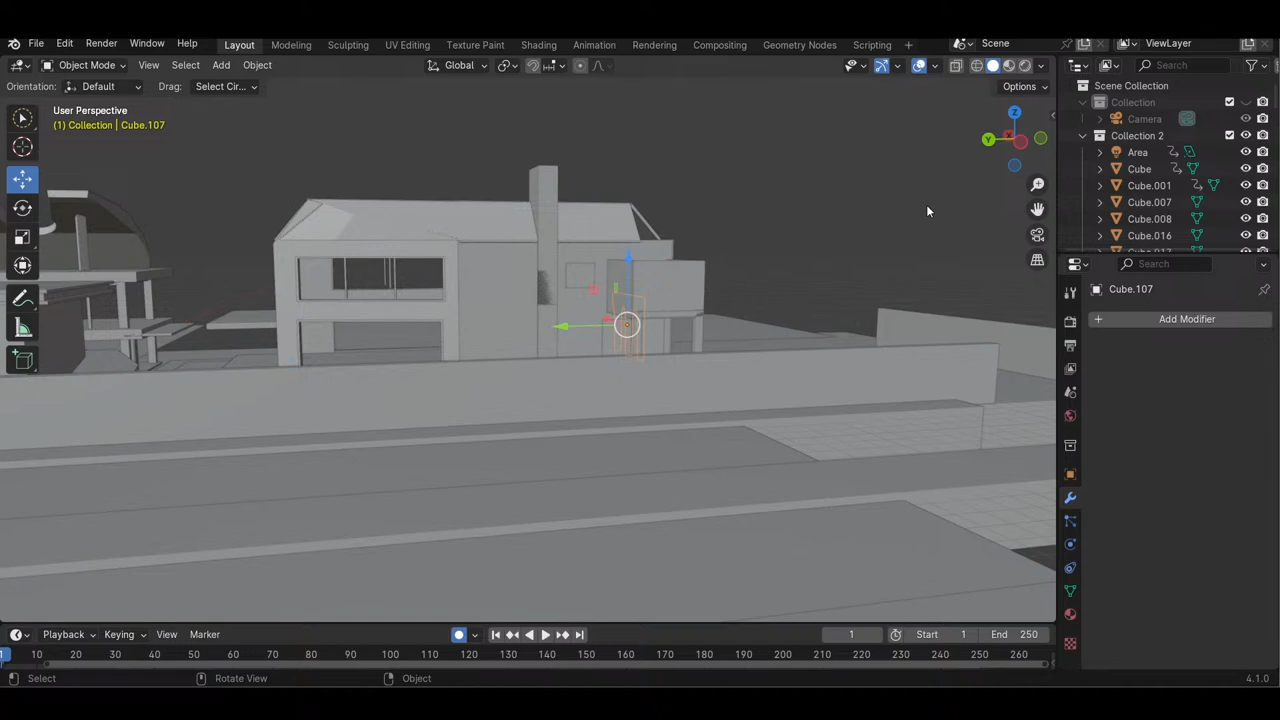 File Edit Render Window Help Layout Modeling Sculpting UV Editing Texture Paint Shading Animation Rendering Compositing Geometry Nodes Scripting + Scene ViewLayer
Object Mode View Select Add Object Global Search
Orientation: Default Drag: Select Cir... Options Scene Collection
User Perspective Collection
(1) Collection | Cube.107 Camera
Collection 2
Z
Y
Area
Cube
Cube.001
Cube.007
Cube.008
Cube.016
Search
Cube.107
+ Add Modifier
Playback Keying View Marker 1 Start 1 End 250
1 10 20 30 40 50 60 70 80 90 100 110 120 130 140 150 160 170 180 190 200 210 220 230 240 250 260
Select Rotate View Object 4.1.0